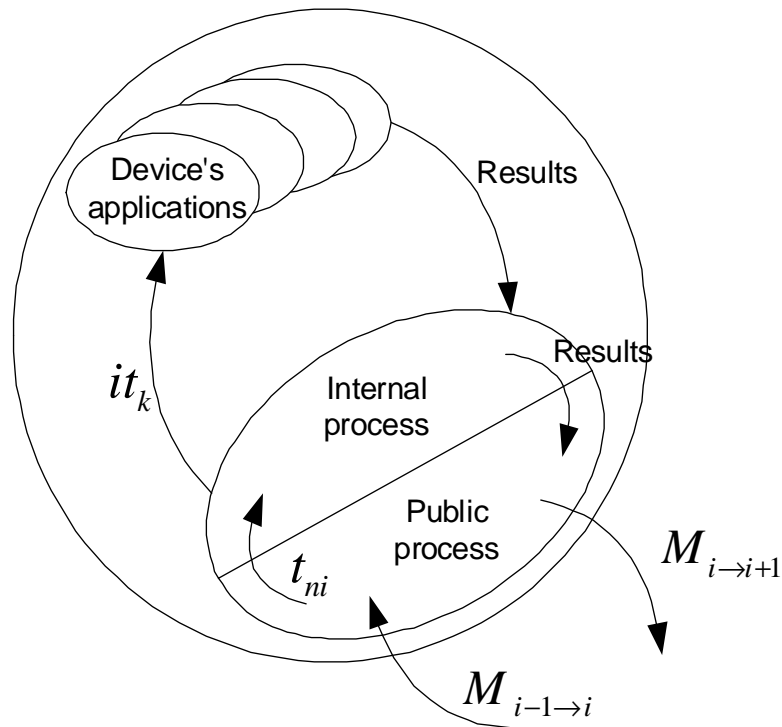 Device's
applications
Results
Results
it_k
Internal
process
Public
process
t_{ni}
M_{i→i+1}
M_{i−1→i}